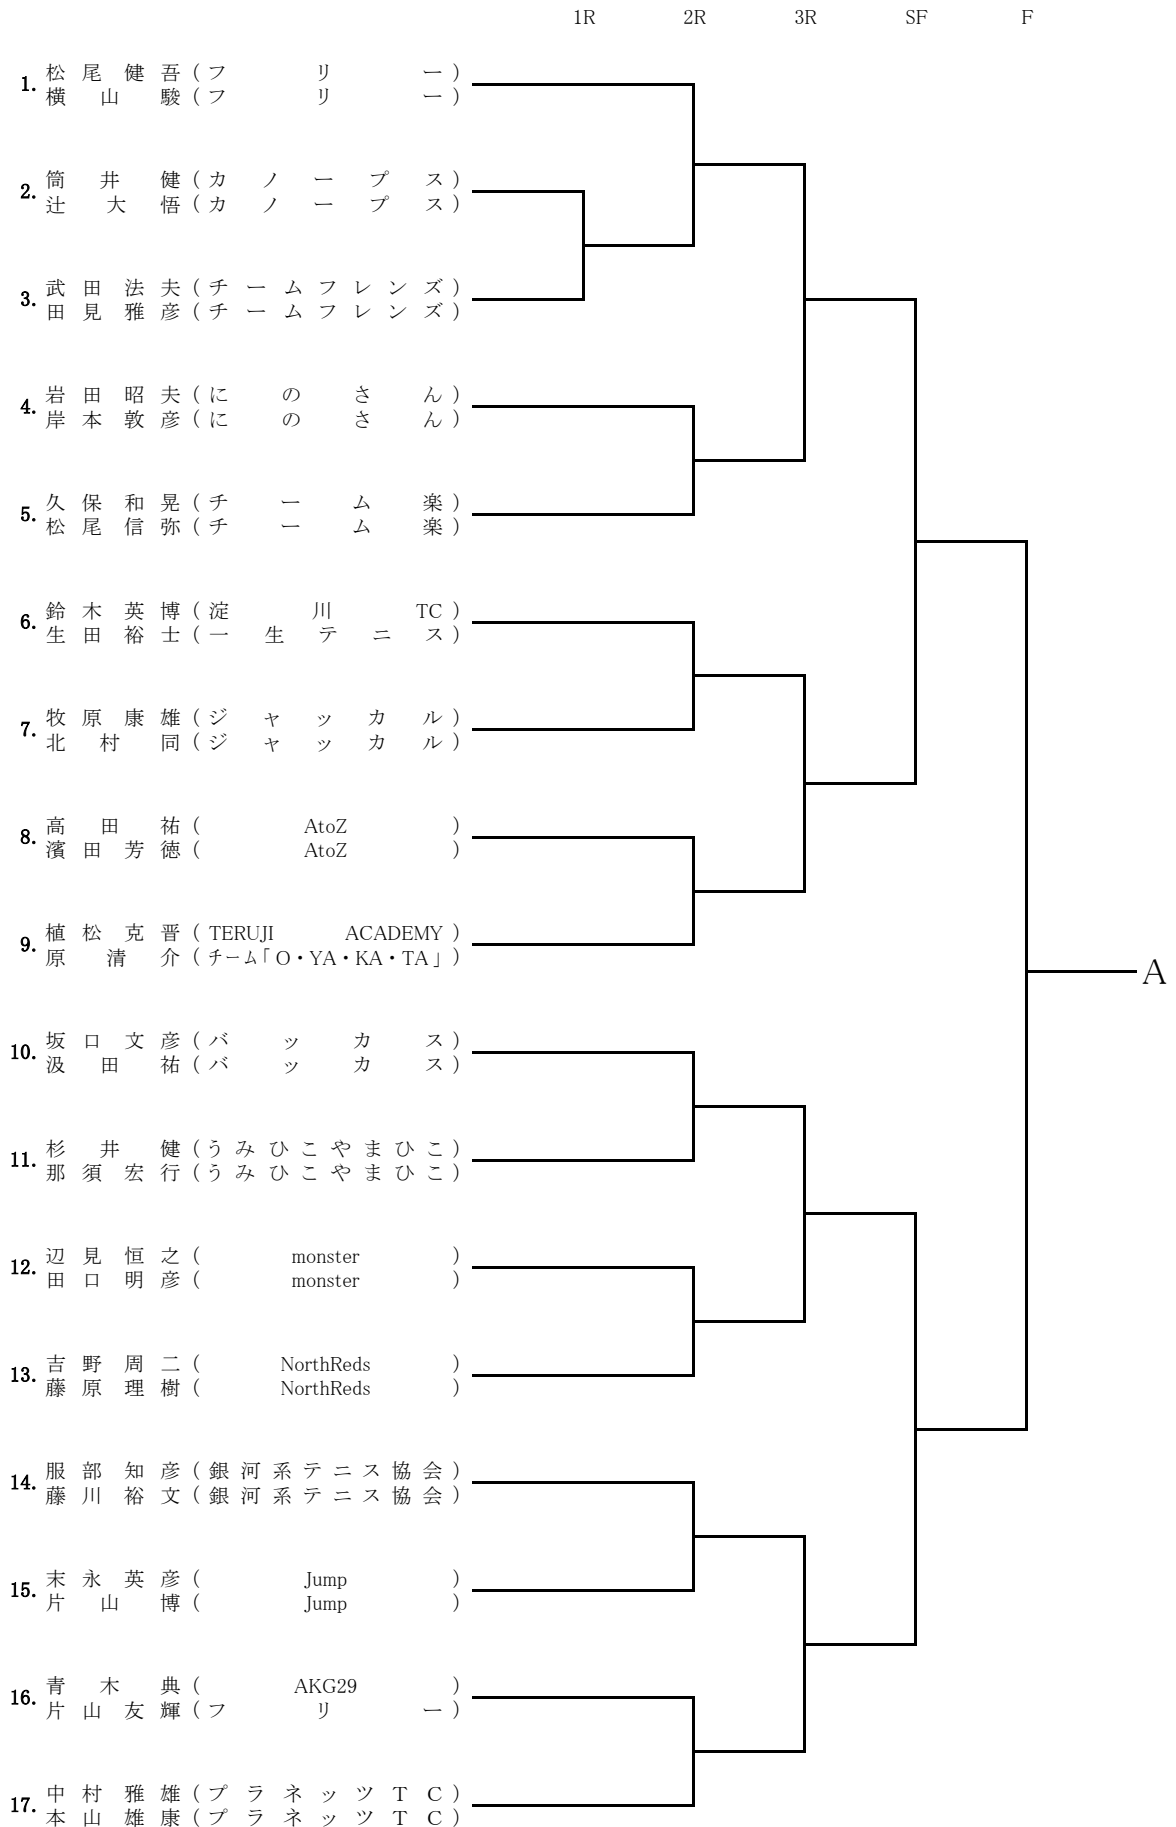 1R 2R 3R SF F
1. 松尾健吾(フリー)
横山駿(フリー)
2. 筒井健(カノープス)
辻大悟(カノープス)
3. 武田法夫(チームフレンズ)
田見雅彦(チームフレンズ)
4. 岩田昭夫(にのさん)
岸本敦彦(にのさん)
5. 久保和晃(チーム楽)
松尾信弥(チーム楽)
6. 鈴木英博(淀川TC)
生田裕士(一生テニス)
7. 牧原康雄(ジャッカル)
北村同(ジャッカル)
8. 高田祐(AtoZ)
濱田芳徳(AtoZ)
9. 植松克晋(TERUJI ACADEMY)
原清介(チーム「O・YA・KA・TA」)
A
10. 坂口文彦(バッカス)
汲田祐(バッカス)
11. 杉井健(うみひこやまひこ)
那須宏行(うみひこやまひこ)
12. 辺見恒之(monster)
田口明彦(monster)
13. 吉野周二(NorthReds)
藤原理樹(NorthReds)
14. 服部知彦(銀河系テニス協会)
藤川裕文(銀河系テニス協会)
15. 末永英彦(Jump)
片山博(Jump)
16. 青木典(AKG29)
片山友輝(フリー)
17. 中村雅雄(プラネッツTC)
本山雄康(プラネッツTC)